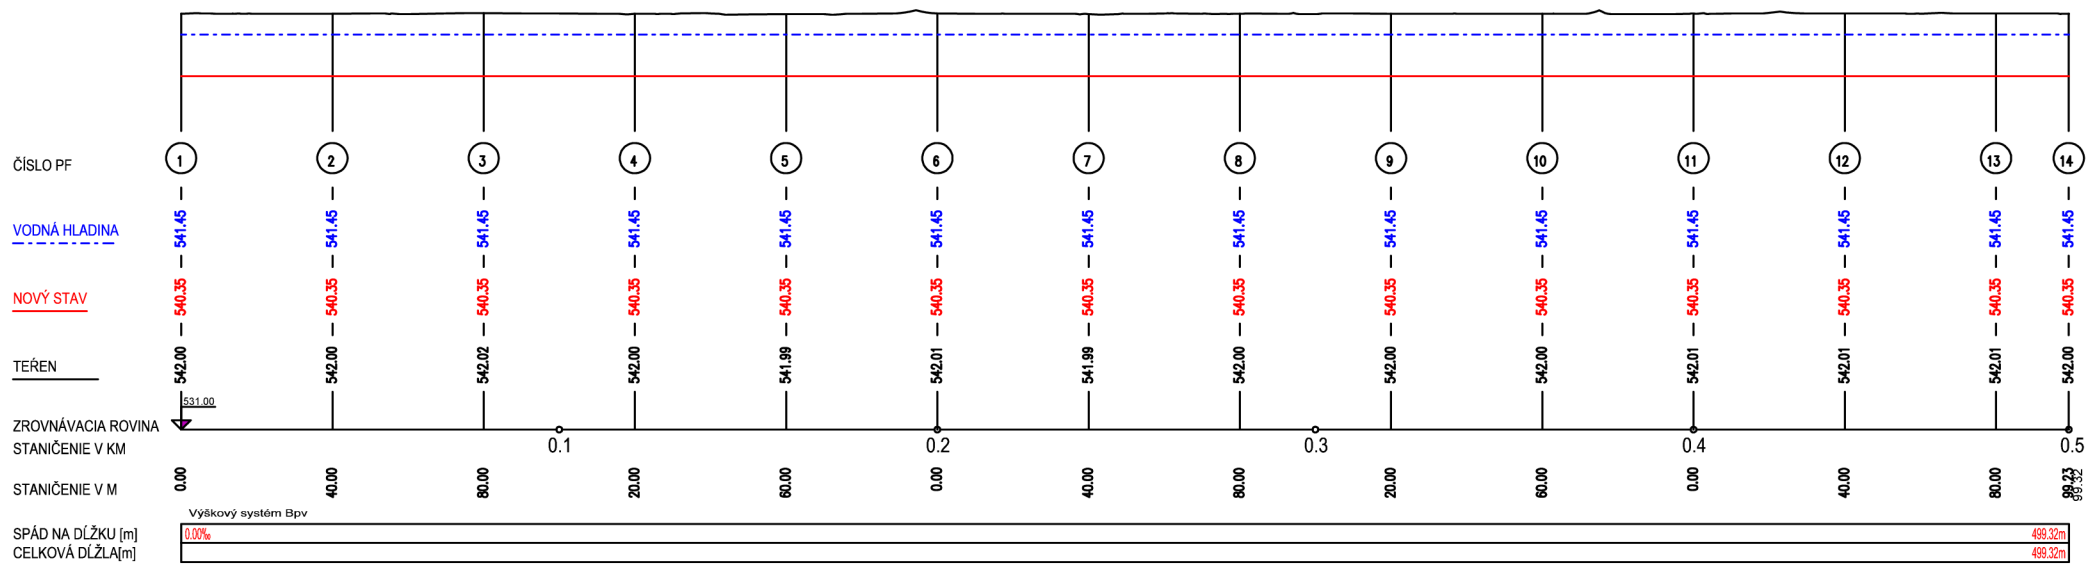 ČÍSLO PF 1 2 3 4 5 6 7 8 9 10 11 12 13 14
VODNÁ HLADINA 541.45 541.45 541.45 541.45 541.45 541.45 541.45 541.45 541.45 541.45 541.45 541.45 541.45 541.45
NOVÝ STAV 540.35 540.35 540.35 540.35 540.35 540.35 540.35 540.35 540.35 540.35 540.35 540.35 540.35 540.35
TEŔEN 542.00 542.00 542.02 542.00 541.99 542.01 541.99 542.00 542.00 542.00 542.01 542.01 542.01 542.00
531.00
ZROVNÁVACIA ROVINA
STANIČENIE V KM 0.1 0.2 0.3 0.4 0.5
STANIČENIE V M 0.00 40.00 80.00 20.00 60.00 0.00 40.00 80.00 20.00 60.00 0.00 40.00 80.00 99.23 99.32
Výškový systém Bpv
SPÁD NA DĹŽKU [m] 0.00‰ 499.32m
CELKOVÁ DĹŽLA[m] 499.32m